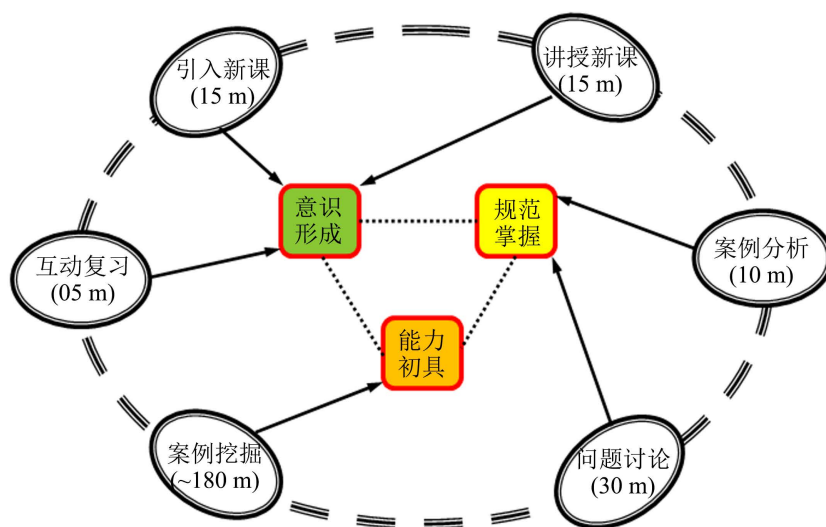 引入新课
(15 m)
讲授新课
(15 m)
意识
形成
规范
掌握
互动复习
(05 m)
案例分析
(10 m)
能力
初具
案例挖掘
(~180 m)
问题讨论
(30 m)